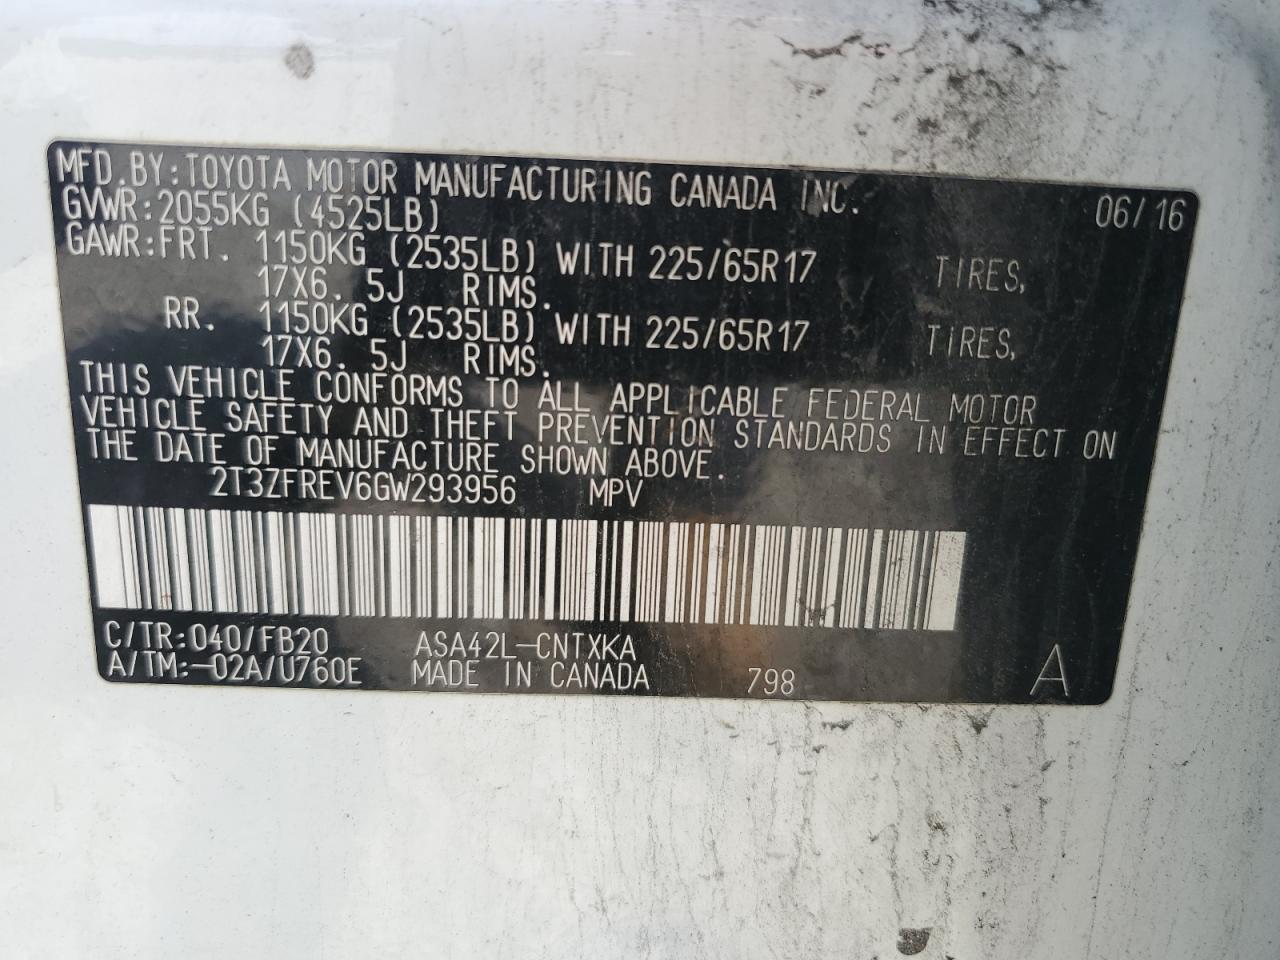 MFD.BY:TOYOTA MOTOR MANUFACTURING CANADA INC. 06/16
GVWR:2055KG (4525LB)
GAWR:FRT. 1150KG (2535LB) WITH 225/65R17 TIRES,
17X6. 5J RIMS.
RR. 1150KG (2535LB) WITH 225/65R17 TIRES,
17X6. 5J RIMS.
THIS VEHICLE CONFORMS TO ALL APPLICABLE FEDERAL MOTOR
VEHICLE SAFETY AND THEFT PREVENTION STANDARDS IN EFFECT ON
THE DATE OF MANUFACTURE SHOWN ABOVE.
2T3ZFREV6GW293956 MPV
C/TR:040/FB20 ASA42L-CNTXKA
A/TM:-02A/U760E MADE IN CANADA 798 A